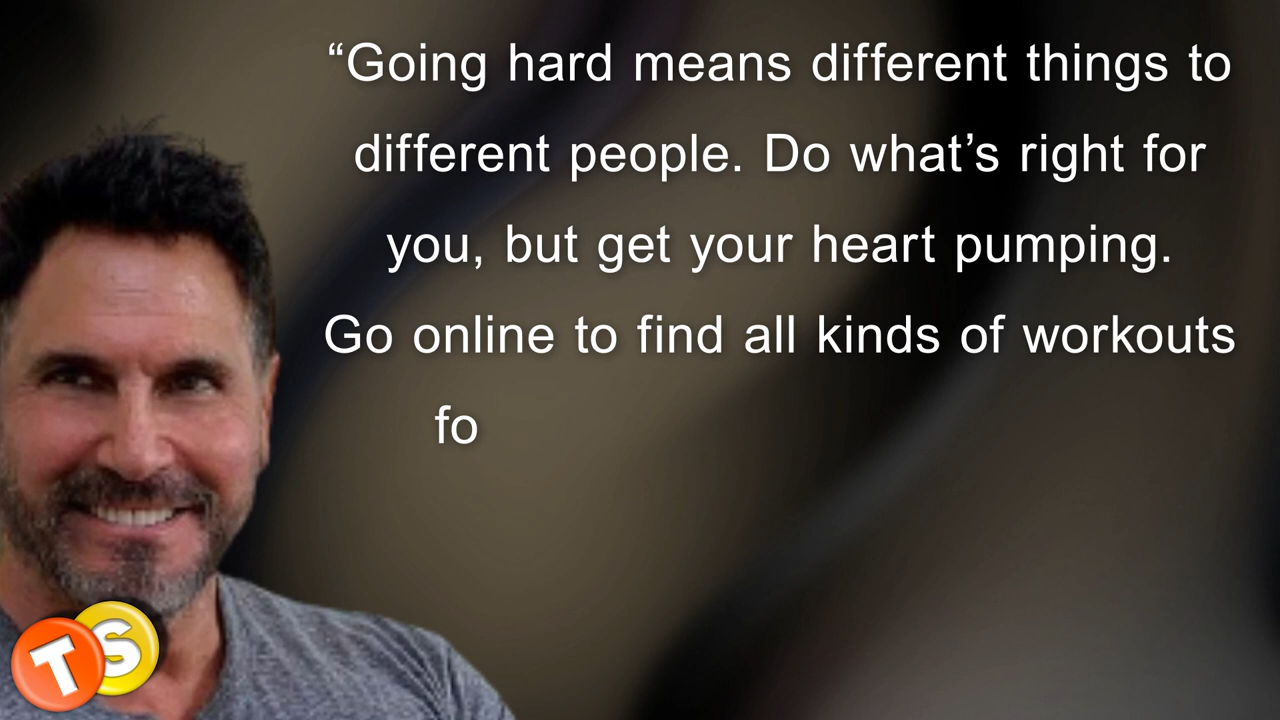 “Going hard means different things to
different people. Do what’s right for
you, but get your heart pumping.
Go online to find all kinds of workouts
fo
TS